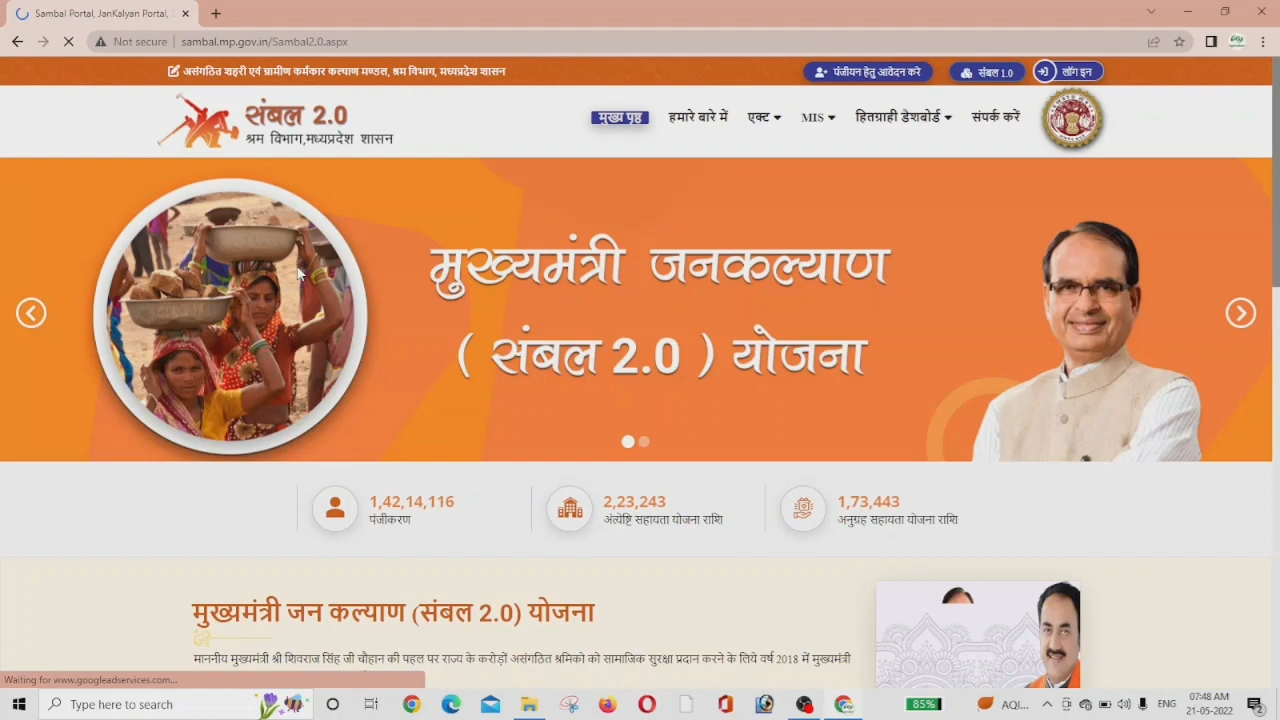 Sambal Portal, JanKalyan Portal,
Not secure | sambal.mp.gov.in/Sambal2.0.aspx
असंगठित शहरी एवं ग्रामीण कर्मकार कल्याण मण्डल, श्रम विभाग, मध्यप्रदेश शासन
पंजीयन हेतु आवेदन करे
संबल 1.0
लॉग इन
संबल 2.0
श्रम विभाग,मध्यप्रदेश शासन
मुख्य पृष्ठ हमारे बारे में एक्ट MIS हितग्राही डैशबोर्ड संपर्क करें
मुख्यमंत्री जनकल्याण
( संबल 2.0 ) योजना
1,42,14,116
पंजीकरण
2,23,243
अंत्येष्टि सहायता योजना राशि
1,73,443
अनुग्रह सहायता योजना राशि
मुख्यमंत्री जन कल्याण (संबल 2.0) योजना
माननीय मुख्यमंत्री श्री शिवराज सिंह जी चौहान की पहल पर राज्य के करोड़ों असंगठित श्रमिको को सामाजिक सुरक्षा प्रदान करने के लिये वर्ष 2018 में मुख्यमंत्री
Waiting for www.googleadservices.com...
Type here to search
85%
AQI...
ENG
07:48 AM
21-05-2022
2